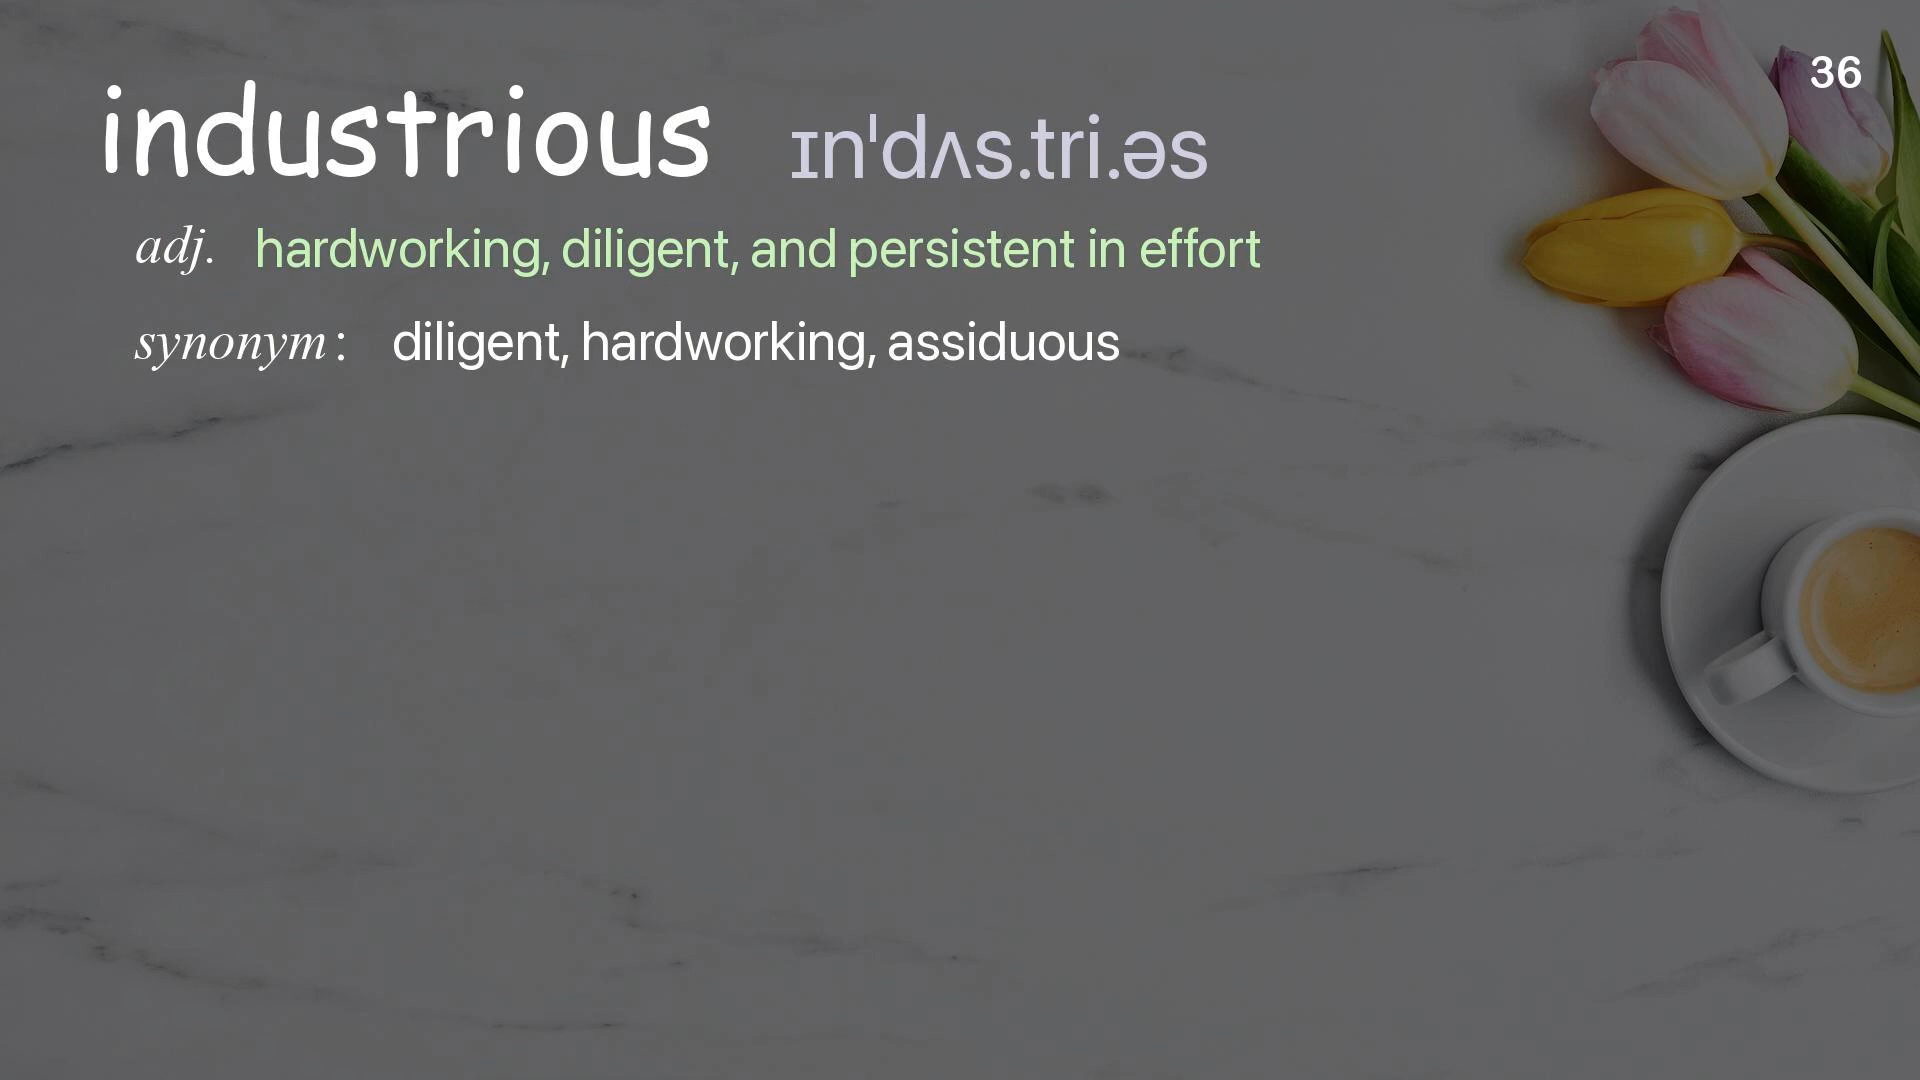 36
industrious ɪnˈdʌs.tri.əs
adj. hardworking, diligent, and persistent in effort
synonym : diligent, hardworking, assiduous